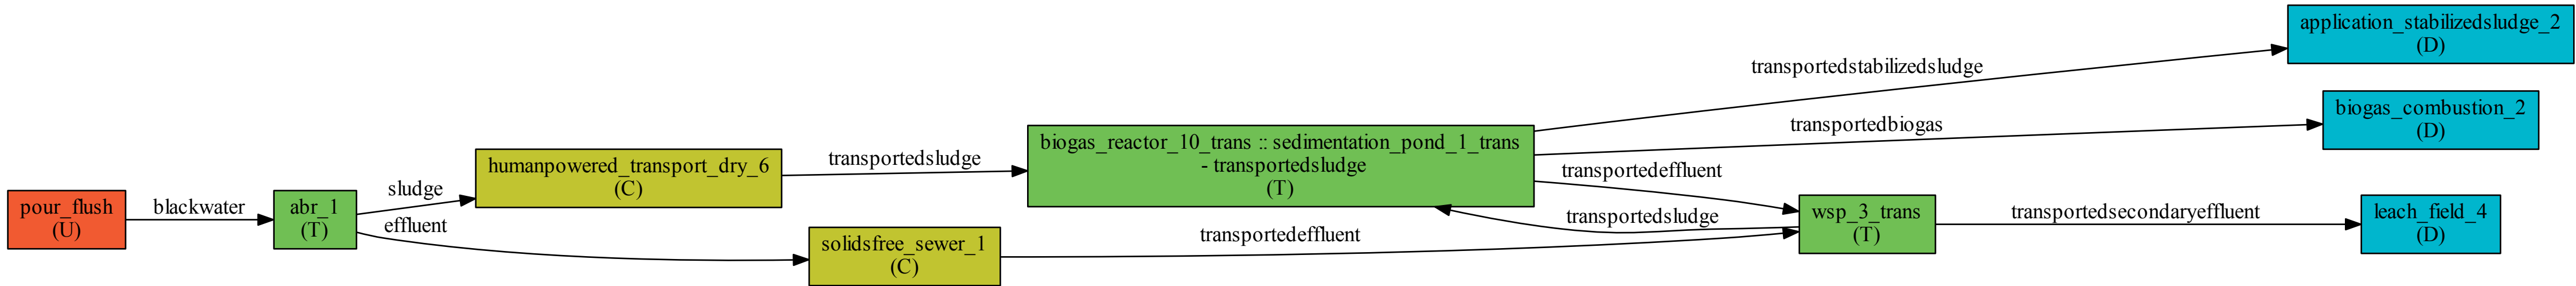 pour_flush
(U)
blackwater
abr_1
(T)
sludge
effluent
humanpowered_transport_dry_6
(C)
solidsfree_sewer_1
(C)
transportedsludge
transportedeffluent
biogas_reactor_10_trans :: sedimentation_pond_1_trans
- transportedsludge
(T)
transportedstabilizedsludge
transportedbiogas
transportedeffluent
transportedsludge
wsp_3_trans
(T)
transportedsecondaryeffluent
application_stabilizedsludge_2
(D)
biogas_combustion_2
(D)
leach_field_4
(D)